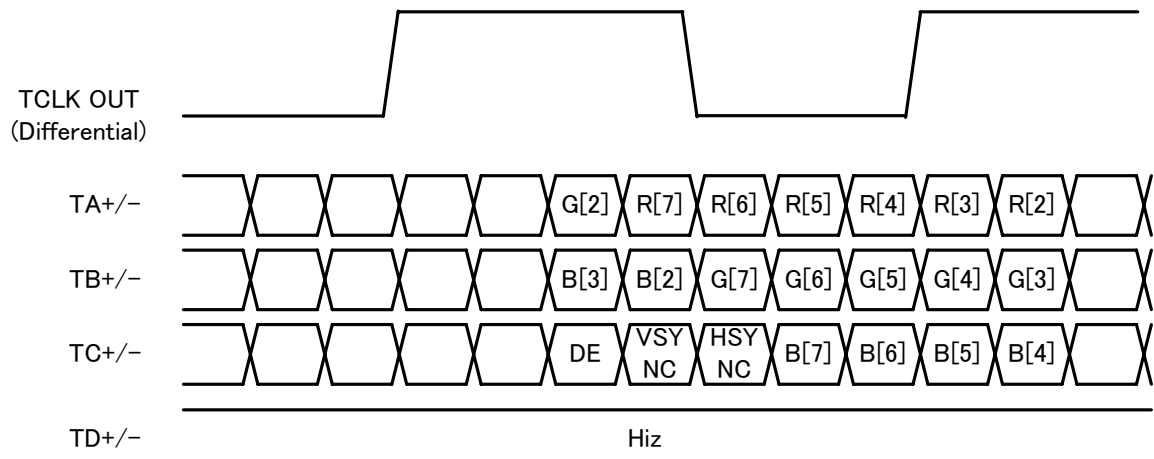 TCLK OUT
(Differential)
TA+/- G[2] R[7] R[6] R[5] R[4] R[3] R[2]
TB+/- B[3] B[2] G[7] G[6] G[5] G[4] G[3]
TC+/- DE VSY NC HSY NC B[7] B[6] B[5] B[4]
TD+/- Hiz